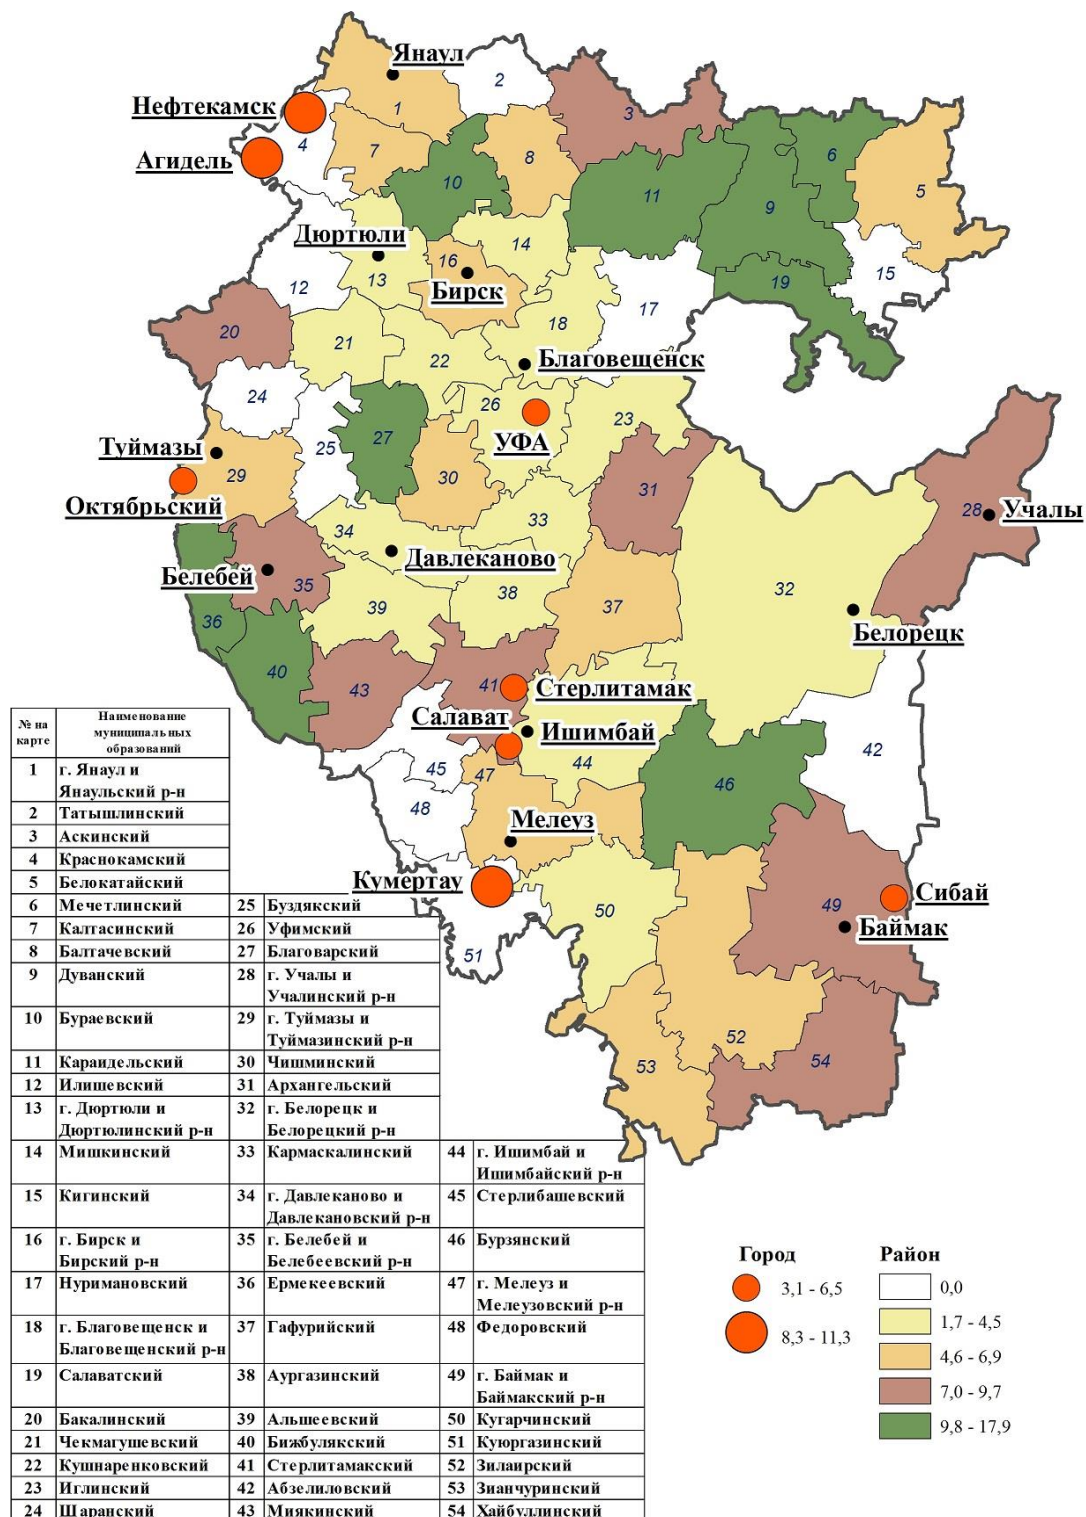 Янаул
2
Нефтекамск
3
1
4
7
8
6
Агидель
5
10
11
9
Дюртюли
14
16
15
13
12
Бирск
19
17
18
20
21
22
Благовещенск
24
26
23
27
25
УФА
Туймазы
29
30
31
Октябрьский
28
Учалы
33
34
Давлеканово
Белебей
35
32
38
37
39
36
Белорецк
40
43
41
Стерлитамак
Салават
Ишимбай
42
45
47
44
46
48
Мелеуз
Кумертау
Сибай
50
49
Баймак
51
52
53
54
№ на карте
Наименование
муниципальных
образований
1 г. Янаул и
Янаульский р-н
2 Татышлинский
3 Аскинский
4 Краснокамский
5 Белокатайский
6 Мечетлинский
7 Калтасинский
8 Балтачевский
9 Дуванский
10 Бураевский
11 Караидельский
12 Илишевский
13 г. Дюртюли и
Дюртюлинский р-н
14 Мишкинский
15 Кигинский
16 г. Бирск и
Бирский р-н
17 Нуримановский
18 г. Благовещенск и
Благовещенский р-н
19 Салаватский
20 Бакалинский
21 Чекмагушевский
22 Кушнаренковский
23 Иглинский
24 Шаранский
25 Буздякский
26 Уфимский
27 Благоварский
28 г. Учалы и
Учалинский р-н
29 г. Туймазы и
Туймазинский р-н
30 Чишминский
31 Архангельский
32 г. Белорецк и
Белорецкий р-н
33 Кармаскалинский
34 г. Давлеканово и
Давлекановский р-н
35 г. Белебей и
Белебеевский р-н
36 Ермекеевский
37 Гафурийский
38 Аургазинский
39 Альшеевский
40 Бижбулякский
41 Стерлитамакский
42 Абзелиловский
43 Миякинский
44 г. Ишимбай и
Ишимбайский р-н
45 Стерлибашевский
46 Бурзянский
47 г. Мелеуз и
Мелеузовский р-н
48 Федоровский
49 г. Баймак и
Баймакский р-н
50 Кугарчинский
51 Куюргазинский
52 Зилаирский
53 Зианчуринский
54 Хайбуллинский
Город
3,1 - 6,5
8,3 - 11,3
Район
0,0
1,7 - 4,5
4,6 - 6,9
7,0 - 9,7
9,8 - 17,9